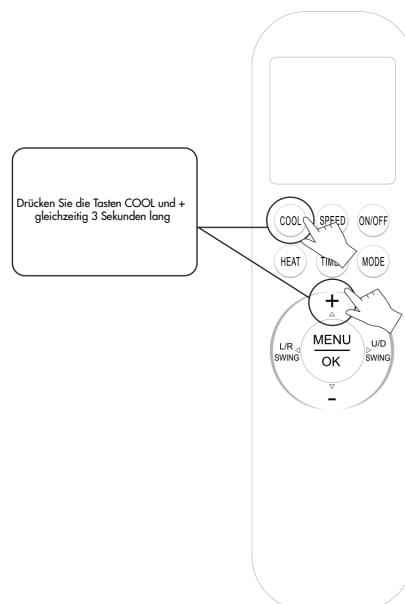 Drücken Sie die Tasten COOL und +
gleichzeitig 3 Sekunden lang
COOL SPEED ON/OFF
HEAT TIMER MODE
+
L/R
SWING
MENU
OK
U/D
SWING
-